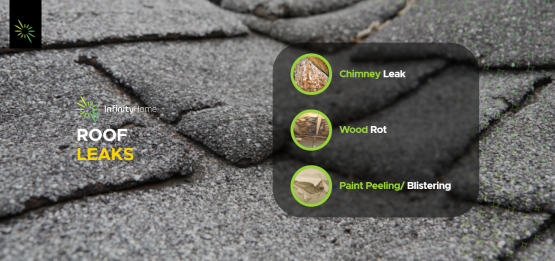 InfinityHome
ROOF
LEAKS
Chimney Leak
Wood Rot
Paint Peeling/ Blistering